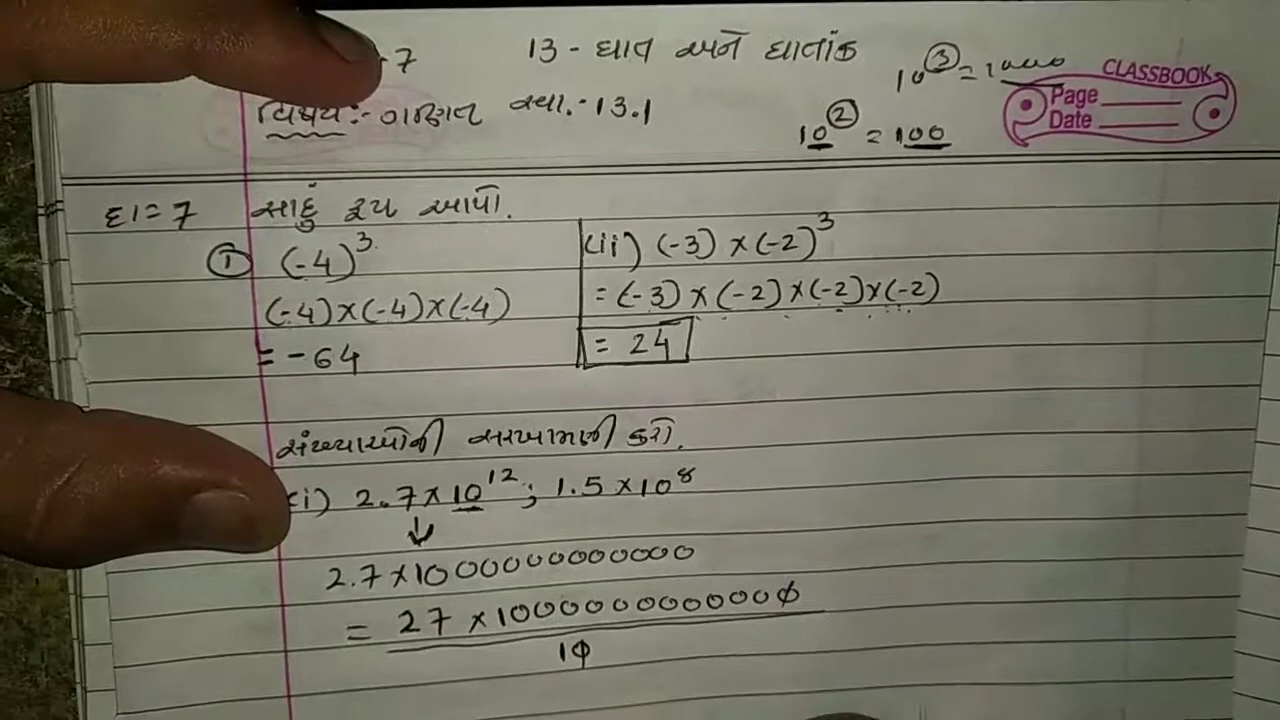 -7 13 - ઘાત અને ઘાતાંક
10³ = 1000
CLASSBOOK
Page
Date
વિષય:- ગણિત સ્વા.-13.1
10² = 100
દા=7 સાદું રૂપ આપો.
① (-4)³
(-4)×(-4)×(-4)
= -64
(ii) (-3) × (-2)³
= (-3) × (-2) × (-2) × (-2)
= 24
સંખ્યાઓની સરખામણી કરો.
(i) 2.7 × 10¹² ; 1.5 × 10⁸
↓
2.7 × 1000000000000
= 27 × 1000000000000
10